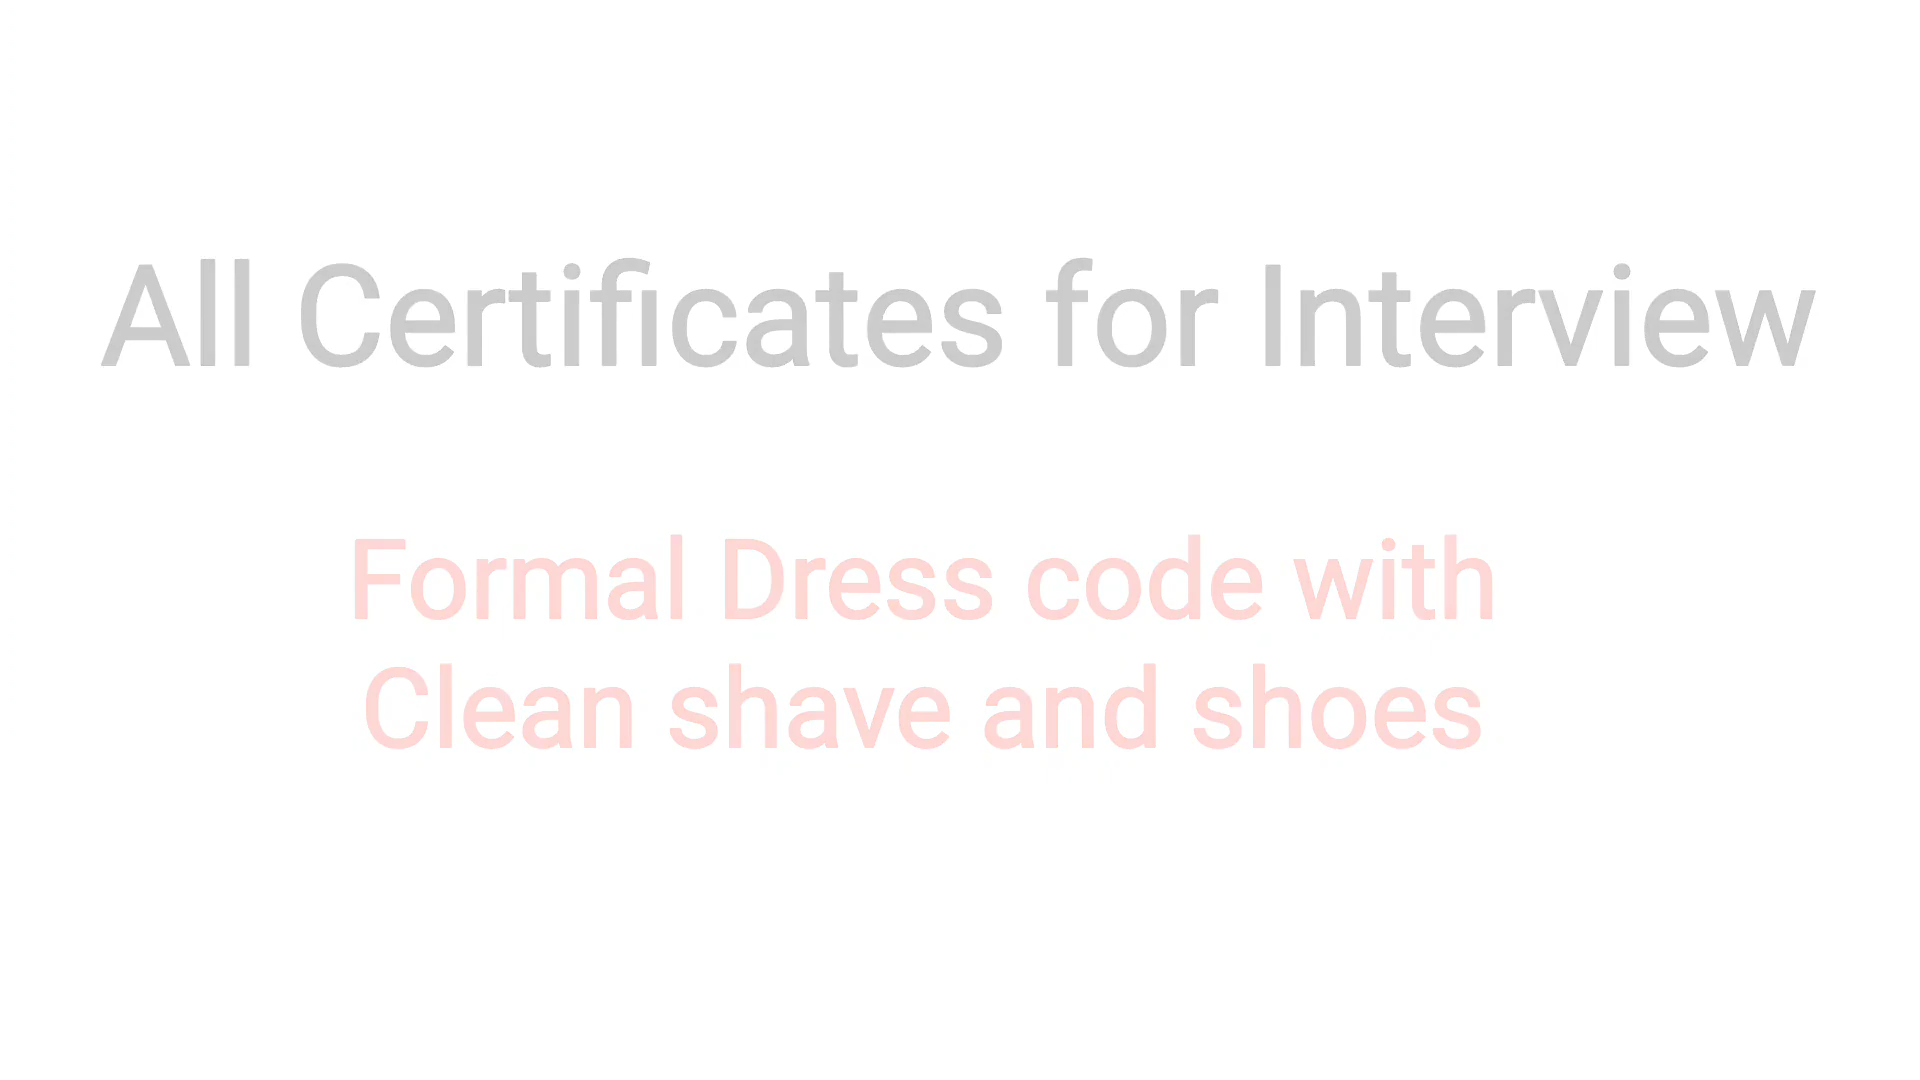 All Certificates for Interview
Formal Dress code with
Clean shave and shoes